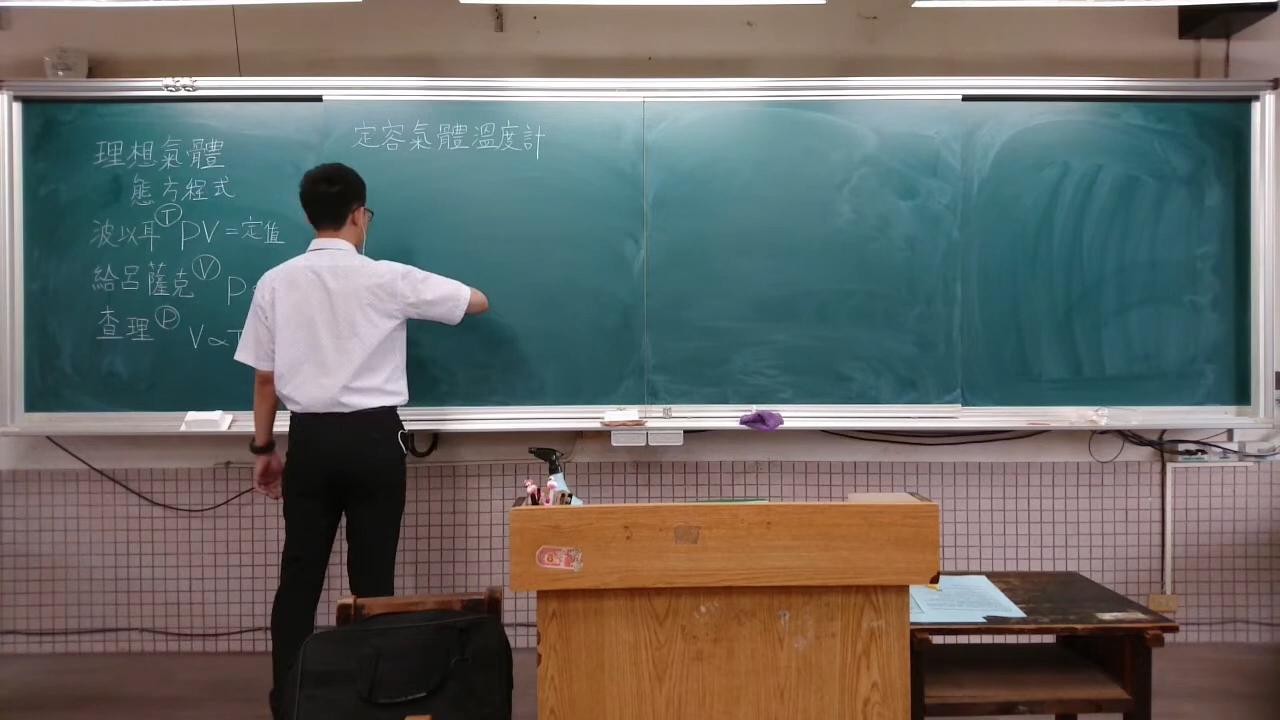 理想氣體
態方程式
波以耳 Ⓣ PV = 定值
給呂薩克 Ⓥ P
查理 Ⓟ V∝T
定容氣體溫度計